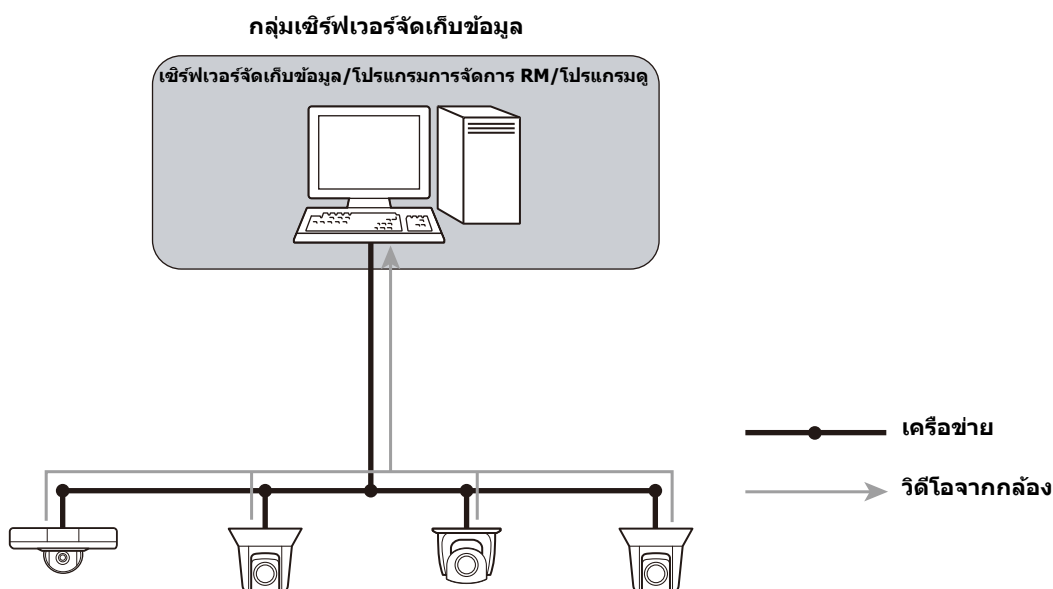 กลุ่มเซิร์ฟเวอร์จัดเก็บข้อมูล
เซิร์ฟเวอร์จัดเก็บข้อมูล/โปรแกรมการจัดการ RM/โปรแกรมดู
เครือข่าย
วิดีโอจากกล้อง